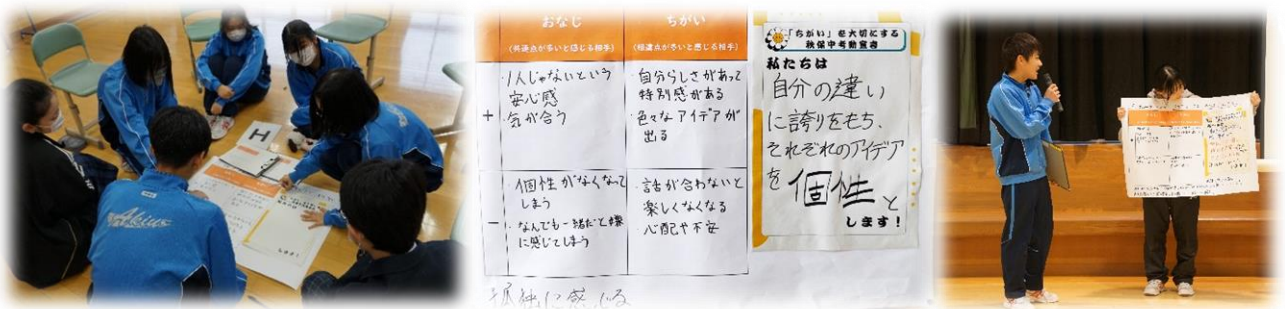 H
Akiu
おなじ
ちがい
(共通点が多いと感じる相手)
(相違点が多いと感じる相手)
+
・1人じゃないという
安心感
・気が合う
・自分らしさがあって
特別感がある
・色々なアイデアが
出る
-
・個性がなくなって
しまう
・なんでも一緒だと嫌
に感じてしまう
・話が合わないと
楽しくなくなる
・心配や不安
孤独に感じる
「ちがい」を大切にする
秋保中行動宣言
私たちは
自分の違い
に誇りをもち、
それぞれのアイデア
を個性と
します!